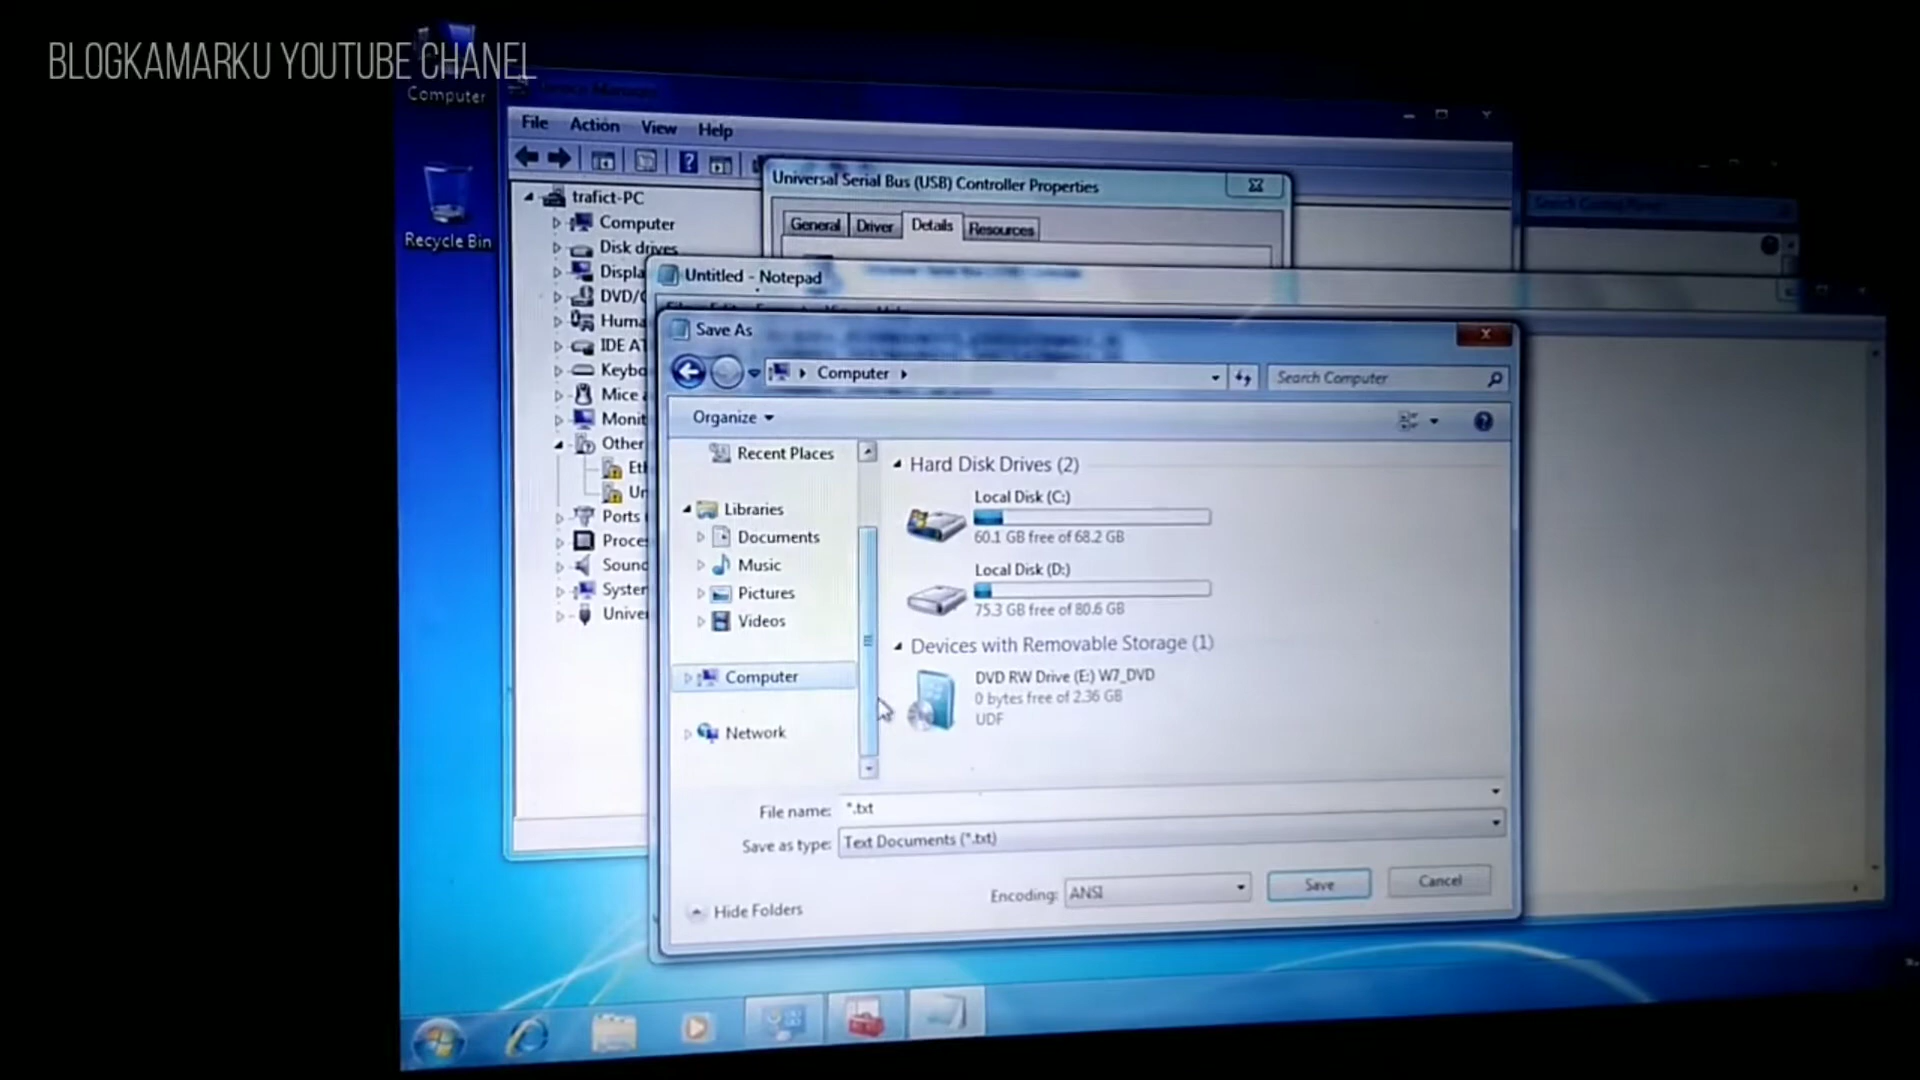 BLOGKAMARKU YOUTUBE CHANEL
Computer
Recycle Bin
File Action View Help
trafict-PC
Computer
Disk drives
Displa
DVD/
Huma
IDE AT
Keybo
Mice
Monit
Other
Et
Un
Ports
Proce
Sound
System
Univer
Universal Serial Bus (USB) Controller Properties
General Driver Details Resources
Untitled - Notepad
Save As
Computer
Search Computer
Organize
Recent Places
Libraries
Documents
Music
Pictures
Videos
Computer
Network
Hard Disk Drives (2)
Local Disk (C:)
60.1 GB free of 68.2 GB
Local Disk (D:)
75.3 GB free of 80.6 GB
Devices with Removable Storage (1)
DVD RW Drive (E:) W7_DVD
0 bytes free of 2.36 GB
UDF
File name: *.txt
Save as type: Text Documents (*.txt)
Hide Folders
Encoding: ANSI
Save
Cancel